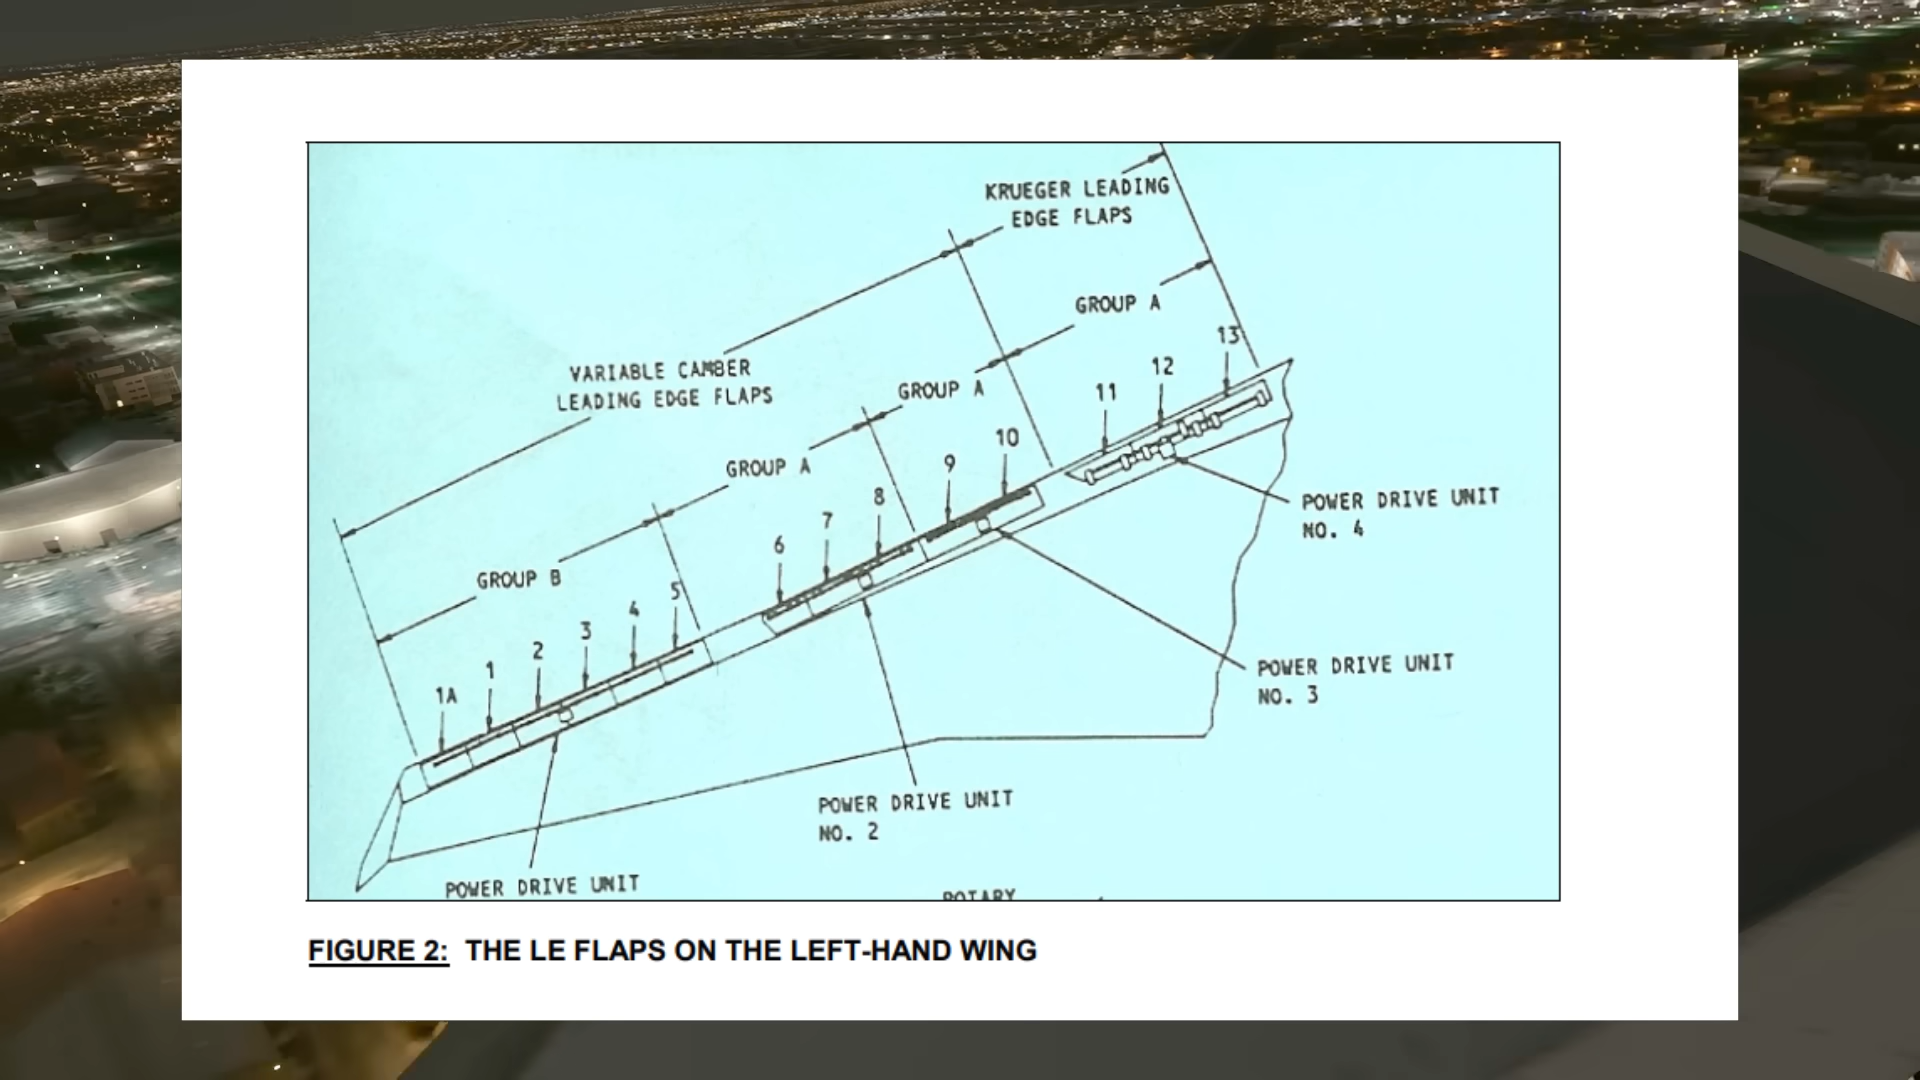 KRUEGER LEADING
EDGE FLAPS
GROUP A
VARIABLE CAMBER
LEADING EDGE FLAPS
GROUP A
GROUP A
GROUP B
13
12
11
10
9
8
7
6
5
4
3
2
1
1A
POWER DRIVE UNIT
NO. 4
POWER DRIVE UNIT
NO. 3
POWER DRIVE UNIT
NO. 2
POWER DRIVE UNIT
ROTARY
FIGURE 2: THE LE FLAPS ON THE LEFT-HAND WING